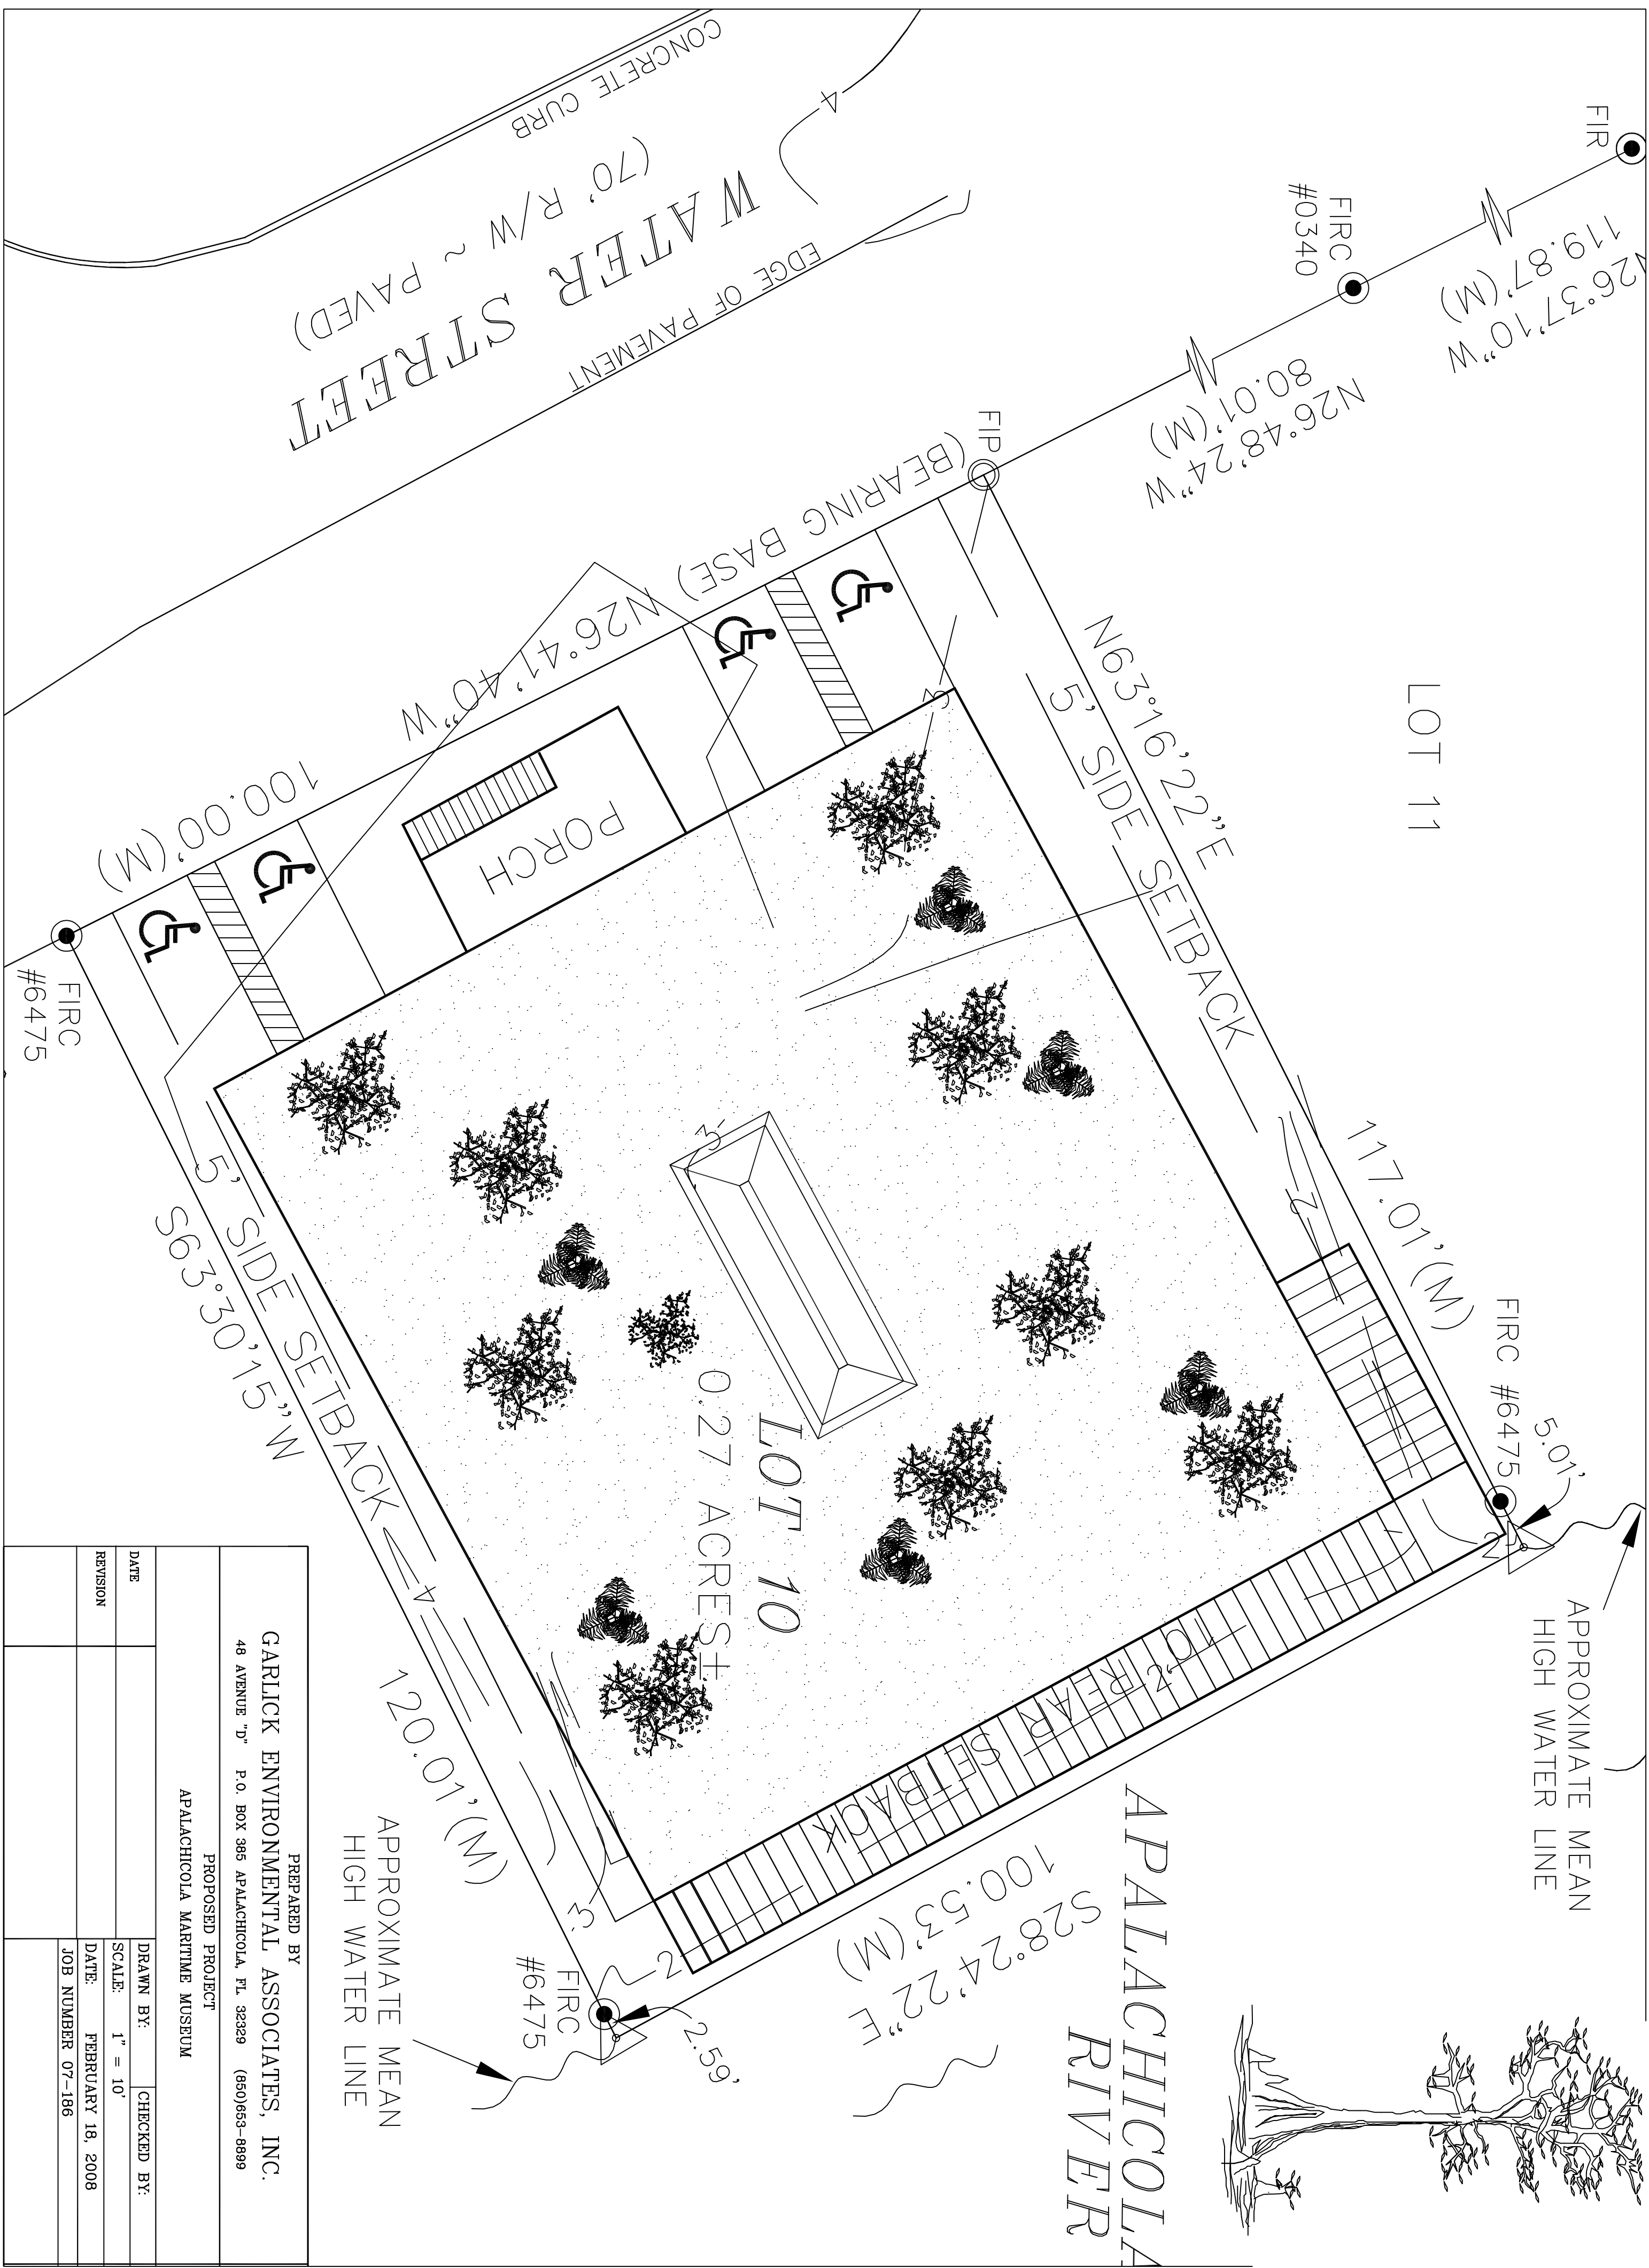 CONCRETE CURB
(70' R/W ~ PAVED)
WATER STREET
EDGE OF PAVEMENT
4
FIR
N26°37'10"W
119.87'(M)
FIRC
#0340
N26°48'24"W
80.01'(M)
FIP
(BEARING BASE)
N26°41'40"W
100.00'(M)
LOT 11
N63°16'22"E
117.01'(M)
5' SIDE SETBACK
PORCH
FIRC
#6475
5' SIDE SETBACK
S63°30'15"W
120.01'(M)
3
2
4
3
2
LOT 10
0.27 ACRES±
10' REAR SETBACK
S28°24'22"E
100.53'(M)
FIRC #6475
5.01'
APPROXIMATE MEAN
HIGH WATER LINE
APALACHICOLA
RIVER
FIRC
#6475
2.59'
APPROXIMATE MEAN
HIGH WATER LINE
PREPARED BY
GARLICK ENVIRONMENTAL ASSOCIATES, INC.
48 AVENUE "D" P.O. BOX 385 APALACHICOLA, FL 32329 (850)653-8899
PROPOSED PROJECT
APALACHICOLA MARITIME MUSEUM
DATE
REVISION
DRAWN BY:
CHECKED BY:
SCALE: 1" = 10'
DATE: FEBRUARY 18, 2008
JOB NUMBER 07-186